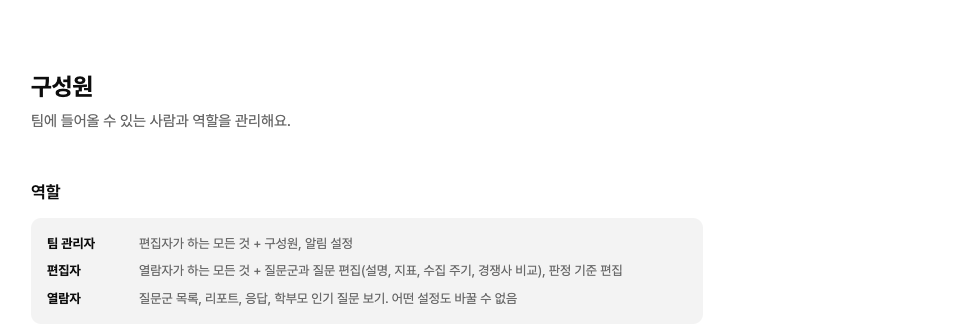 구성원
팀에 들어올 수 있는 사람과 역할을 관리해요.
역할
팀 관리자 편집자가 하는 모든 것 + 구성원, 알림 설정
편집자 열람자가 하는 모든 것 + 질문군과 질문 편집(설명, 지표, 수집 주기, 경쟁사 비교), 판정 기준 편집
열람자 질문군 목록, 리포트, 응답, 학부모 인기 질문 보기. 어떤 설정도 바꿀 수 없음